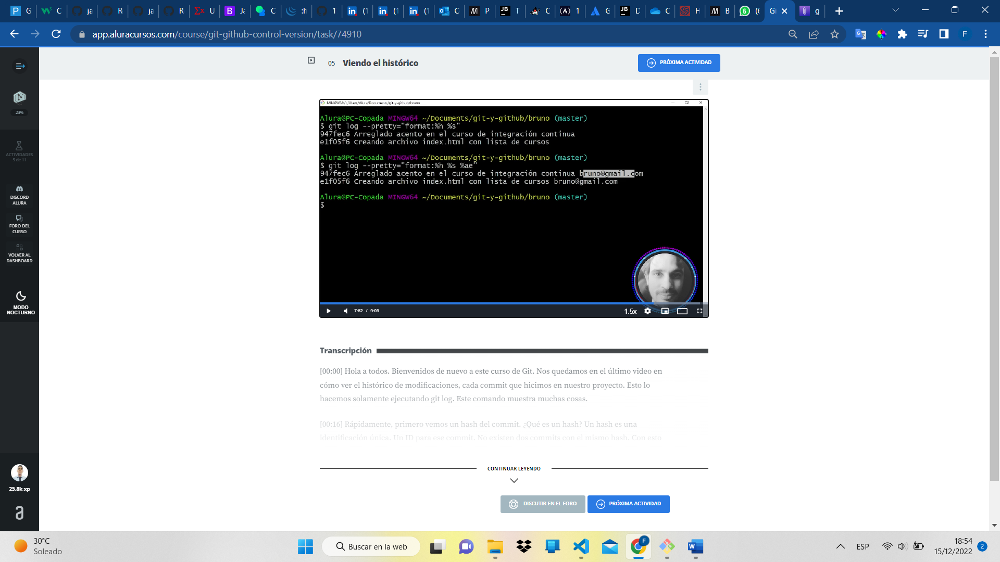 G
C
ja
R
ja
R
U
Ja
C
:h
1
(1
(1
(1
C
P
T
C
1
G
D
C
H
B
(6
Gi
g
app.aluracursos.com/course/git-github-control-version/task/74910
F
05 Viendo el histórico
PRÓXIMA ACTIVIDAD
23%
ACTIVIDADES
5 de 11
DISCORD
ALURA
FORO DEL
CURSO
VOLVER AL
DASHBOARD
MODO
NOCTURNO
25.8k xp
a
MINGW64:/c/Users/Alura/Documents/git-y-github/bruno
Alura@PC-Copada MINGW64 ~/Documents/git-y-github/bruno (master)
$ git log --pretty="format:%h %s"
947fec6 Arreglado acento en el curso de integración continua
e1f05f6 Creando archivo index.html con lista de cursos
Alura@PC-Copada MINGW64 ~/Documents/git-y-github/bruno (master)
$ git log --pretty="format:%h %s %ae"
947fec6 Arreglado acento en el curso de integración continua bruno@gmail.com
e1f05f6 Creando archivo index.html con lista de cursos bruno@gmail.com
Alura@PC-Copada MINGW64 ~/Documents/git-y-github/bruno (master)
$
7:52 / 9:09
1.5x
Transcripción
[00:00] Hola a todos. Bienvenidos de nuevo a este curso de Git. Nos quedamos en el último video en
cómo ver el histórico de modificaciones, cada commit que hicimos en nuestro proyecto. Esto lo
hacemos solamente ejecutando git log. Este comando muestra muchas cosas.
[00:16] Rápidamente, primero vemos un hash del commit. ¿Qué es un hash? Un hash es una
identificación única. Un ID para ese commit. No existen dos commits con el mismo hash. Con esto
CONTINUAR LEYENDO
DISCUTIR EN EL FORO
PRÓXIMA ACTIVIDAD
30°C
Soleado
Buscar en la web
F
ESP
18:54
15/12/2022
2